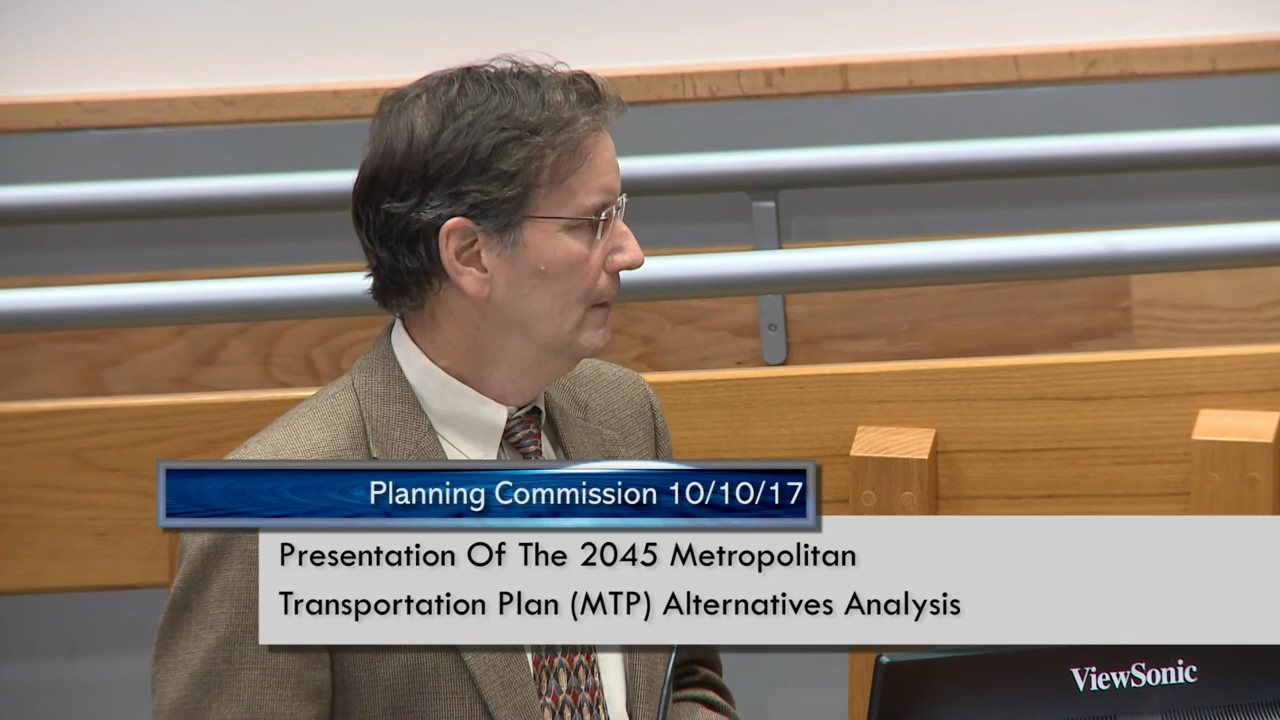 Planning Commission 10/10/17
Presentation Of The 2045 Metropolitan
Transportation Plan (MTP) Alternatives Analysis
ViewSonic